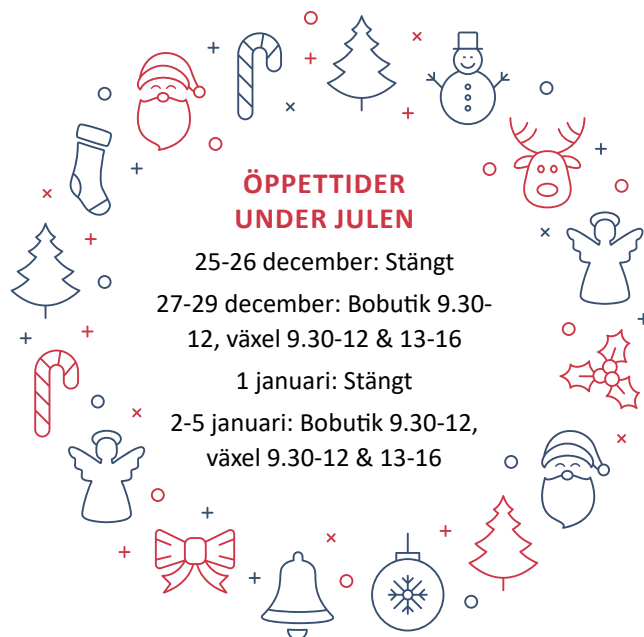 ÖPPETTIDER
UNDER JULEN
25-26 december: Stängt
27-29 december: Bobutik 9.30-
12, växel 9.30-12 & 13-16
1 januari: Stängt
2-5 januari: Bobutik 9.30-12,
växel 9.30-12 & 13-16